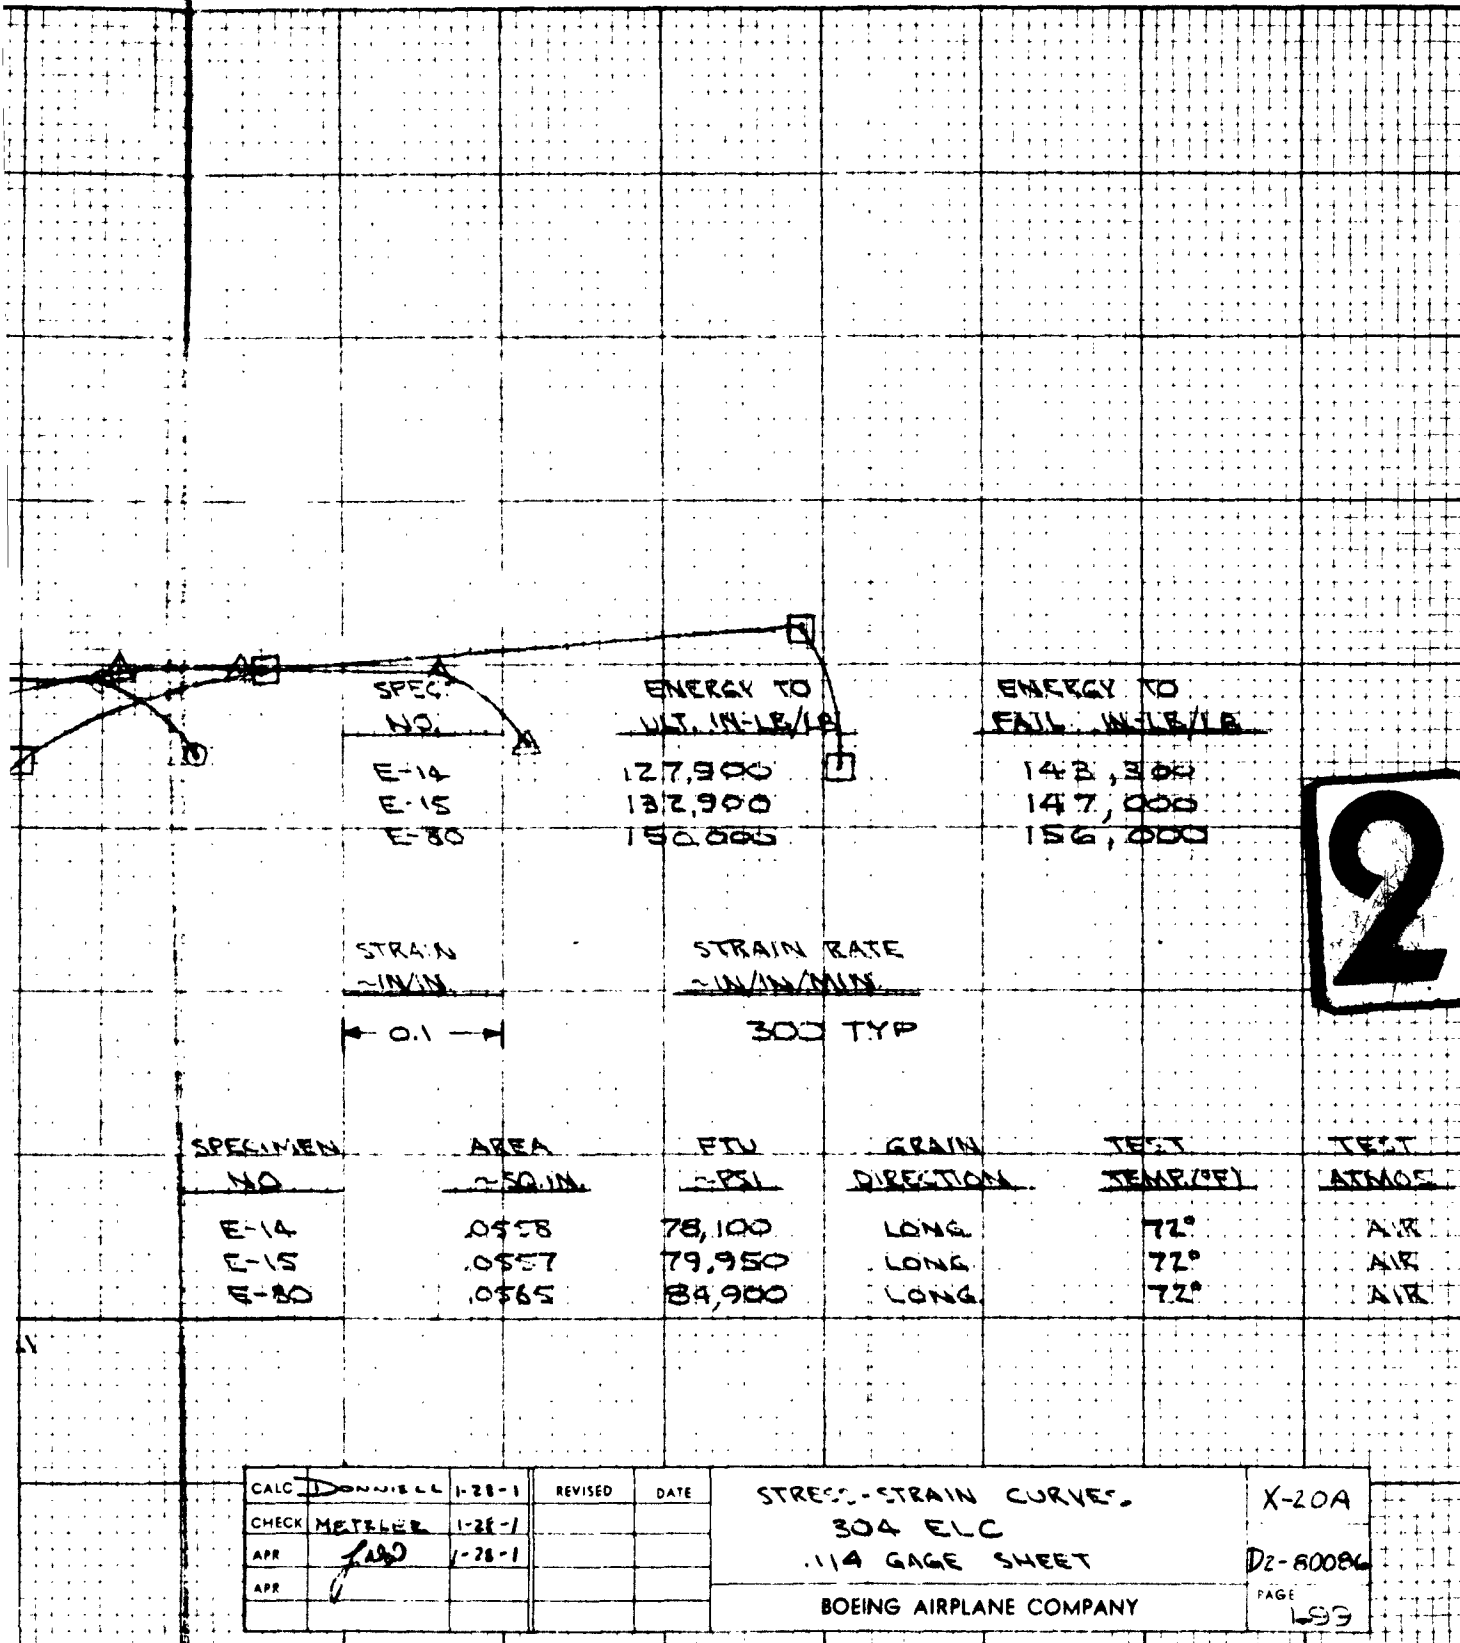 SPEC. ENERGY TO ENERGY TO
NO. ULT. IN-LB/LB FAIL IN-LB/LB
E-14 127,900 143,300
E-15 132,900 147,000
E-80 150,000 156,000
2
STRAIN STRAIN RATE
~IN/IN. ~IN/IN/MIN.
0.1 300 TYP
SPECIMEN AREA FTU GRAIN TEST TEST
NO ~SQ.IN. ~PSI DIRECTION TEMP.(°F) ATMOS
E-14 .0558 78,100 LONG. 72° AIR
E-15 .0557 79,950 LONG 72° AIR
E-80 .0565 84,900 LONG. 72° AIR
CALC DONNIELL 1-28-1 REVISED DATE
CHECK METZLER 1-28-1
APR 1-28-1
APR
STRESS-STRAIN CURVES
304 ELC
.114 GAGE SHEET
BOEING AIRPLANE COMPANY
X-20A
D2-80086
PAGE